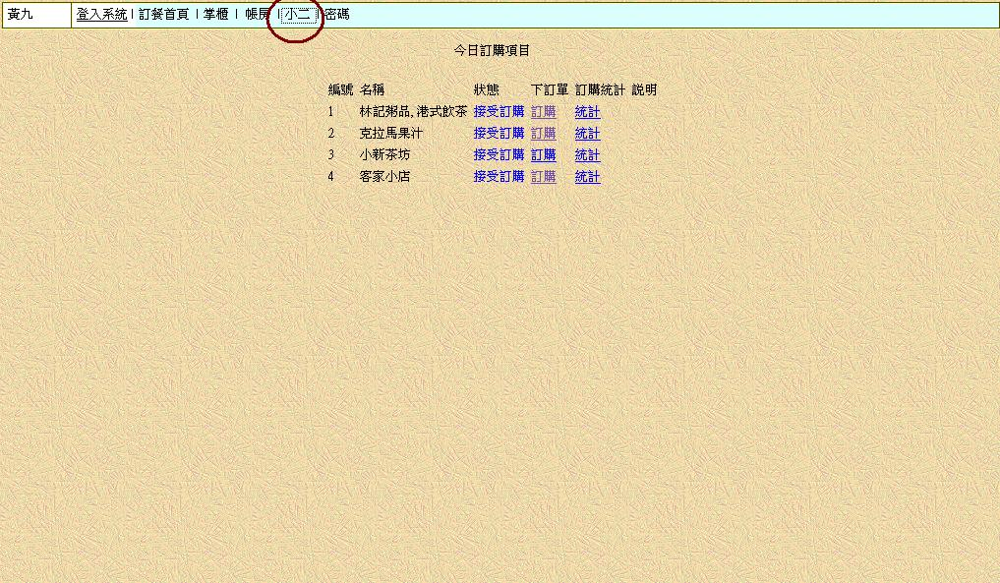 黃九 登入系統 | 訂餐首頁 | 掌櫃 | 帳房 | 小二 | 密碼
今日訂購項目
編號 名稱 狀態 下訂單 訂購統計 說明
1 林記粥品,港式飲茶 接受訂購 訂購 統計
2 克拉馬果汁 接受訂購 訂購 統計
3 小新茶坊 接受訂購 訂購 統計
4 客家小店 接受訂購 訂購 統計